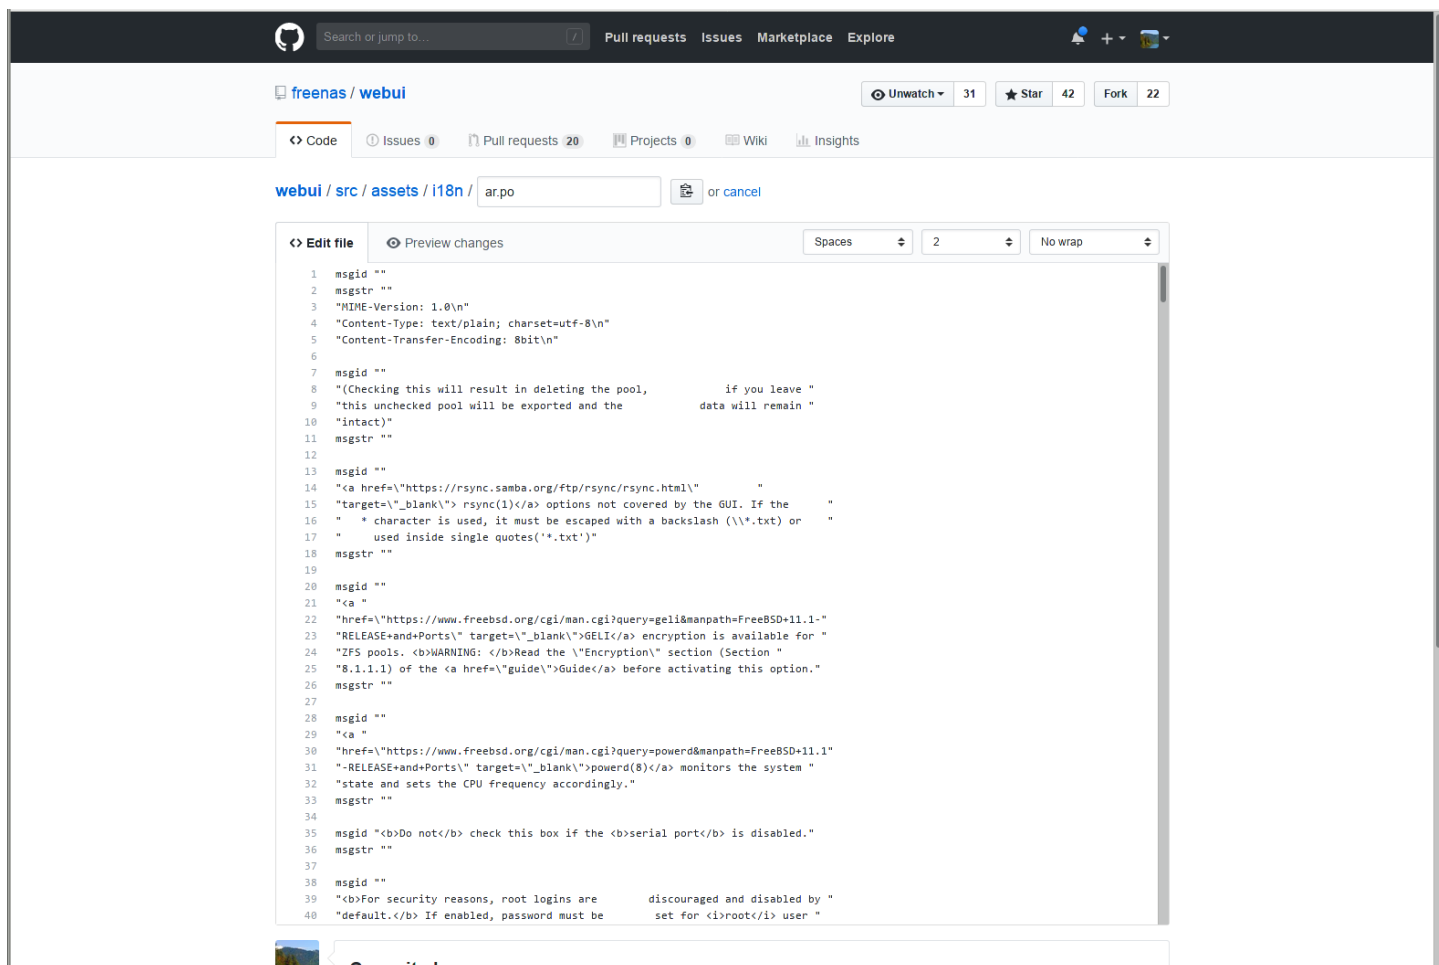 Search or jump to...
/
Pull requests Issues Marketplace Explore
freenas / webui
Unwatch 31
Star 42
Fork 22
Code
Issues 0
Pull requests 20
Projects 0
Wiki
Insights
webui / src / assets / i18n / ar.po or cancel
Edit file
Preview changes
Spaces
2
No wrap
1 msgid ""
2 msgstr ""
3 "MIME-Version: 1.0\n"
4 "Content-Type: text/plain; charset=utf-8\n"
5 "Content-Transfer-Encoding: 8bit\n"
6
7 msgid ""
8 "(Checking this will result in deleting the pool,            if you leave "
9 "this unchecked pool will be exported and the            data will remain "
10 "intact)"
11 msgstr ""
12
13 msgid ""
14 "<a href=\"https://rsync.samba.org/ftp/rsync/rsync.html\"         "
15 "target=\"_blank\"> rsync(1)</a> options not covered by the GUI. If the      "
16 "   * character is used, it must be escaped with a backslash (\\*.txt) or    "
17 "     used inside single quotes('*.txt')"
18 msgstr ""
19
20 msgid ""
21 "<a "
22 "href=\"https://www.freebsd.org/cgi/man.cgi?query=geli&manpath=FreeBSD+11.1-"
23 "RELEASE+and+Ports\" target=\"_blank\">GELI</a> encryption is available for "
24 "ZFS pools. <b>WARNING: </b>Read the \"Encryption\" section (Section "
25 "8.1.1.1) of the <a href=\"guide\">Guide</a> before activating this option."
26 msgstr ""
27
28 msgid ""
29 "<a "
30 "href=\"https://www.freebsd.org/cgi/man.cgi?query=powerd&manpath=FreeBSD+11.1"
31 "-RELEASE+and+Ports\" target=\"_blank\">powerd(8)</a> monitors the system "
32 "state and sets the CPU frequency accordingly."
33 msgstr ""
34
35 msgid "<b>Do not</b> check this box if the <b>serial port</b> is disabled."
36 msgstr ""
37
38 msgid ""
39 "<b>For security reasons, root logins are        discouraged and disabled by "
40 "default.</b> If enabled, password must be        set for <i>root</i> user "